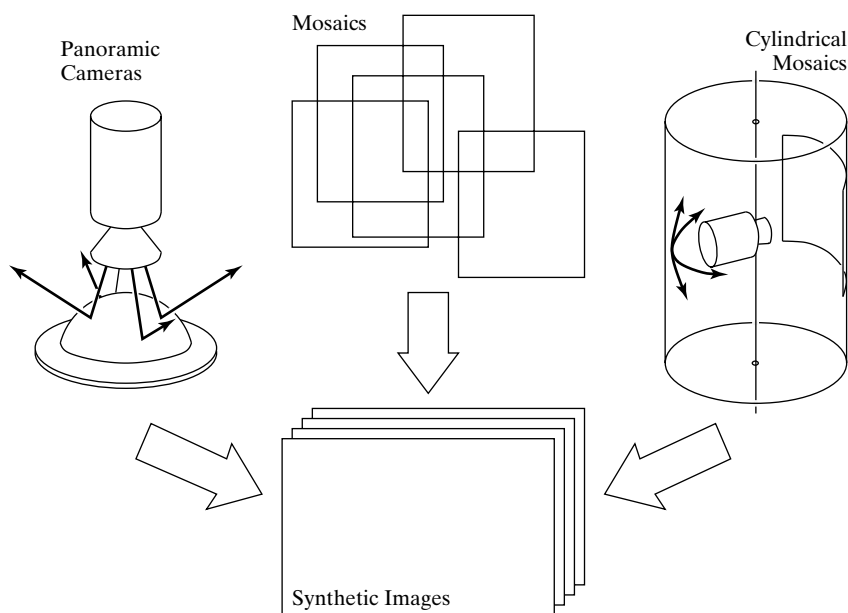 Panoramic
Cameras
Mosaics
Cylindrical
Mosaics
Synthetic Images